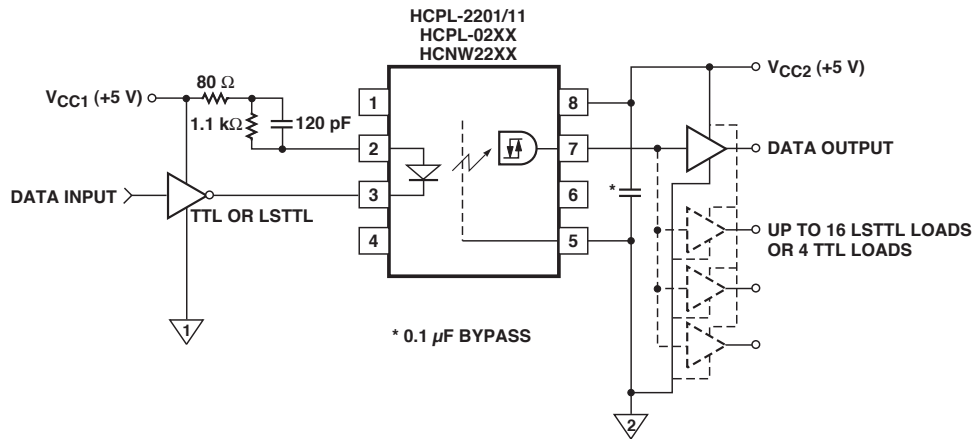 HCPL-2201/11
HCPL-02XX
HCNW22XX
VCC1 (+5 V)
80 Ω
1.1 kΩ
120 pF
1
2
3
4
8
7
6
5
VCC2 (+5 V)
DATA INPUT
TTL OR LSTTL
DATA OUTPUT
*
UP TO 16 LSTTL LOADS
OR 4 TTL LOADS
* 0.1 µF BYPASS
1
2